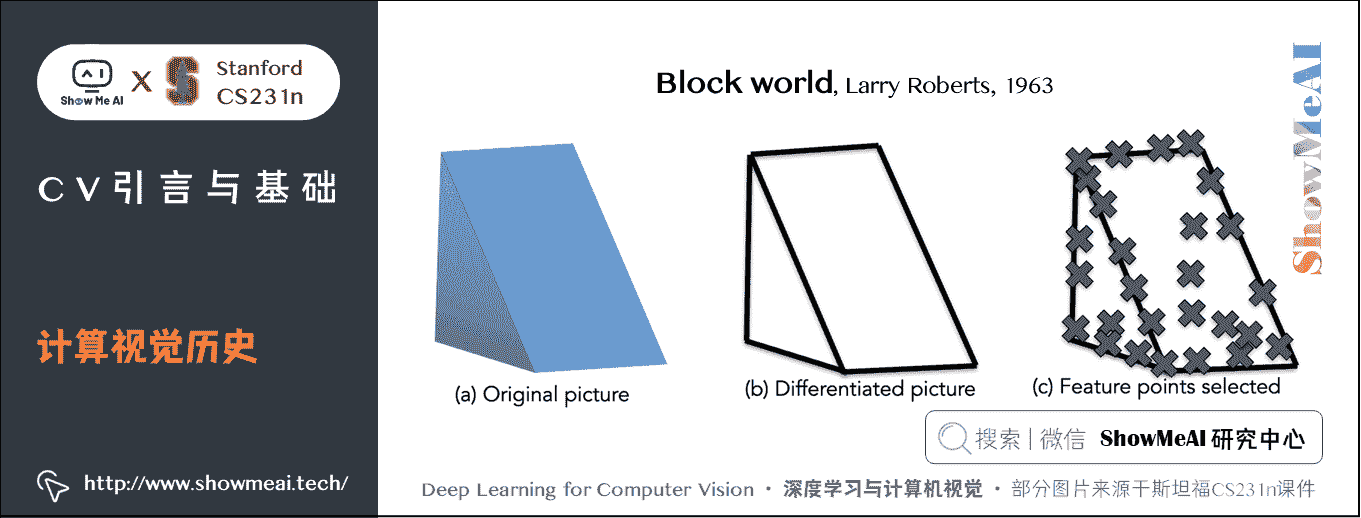 Show Me AI
X
Stanford
CS231n
CV引言与基础
计算视觉历史
http://www.showmeai.tech/
Block world, Larry Roberts, 1963
ShowMeAI
(a) Original picture
(b) Differentiated picture
(c) Feature points selected
搜索 | 微信 ShowMeAI 研究中心
Deep Learning for Computer Vision · 深度学习与计算机视觉 · 部分图片来源于斯坦福CS231n课件